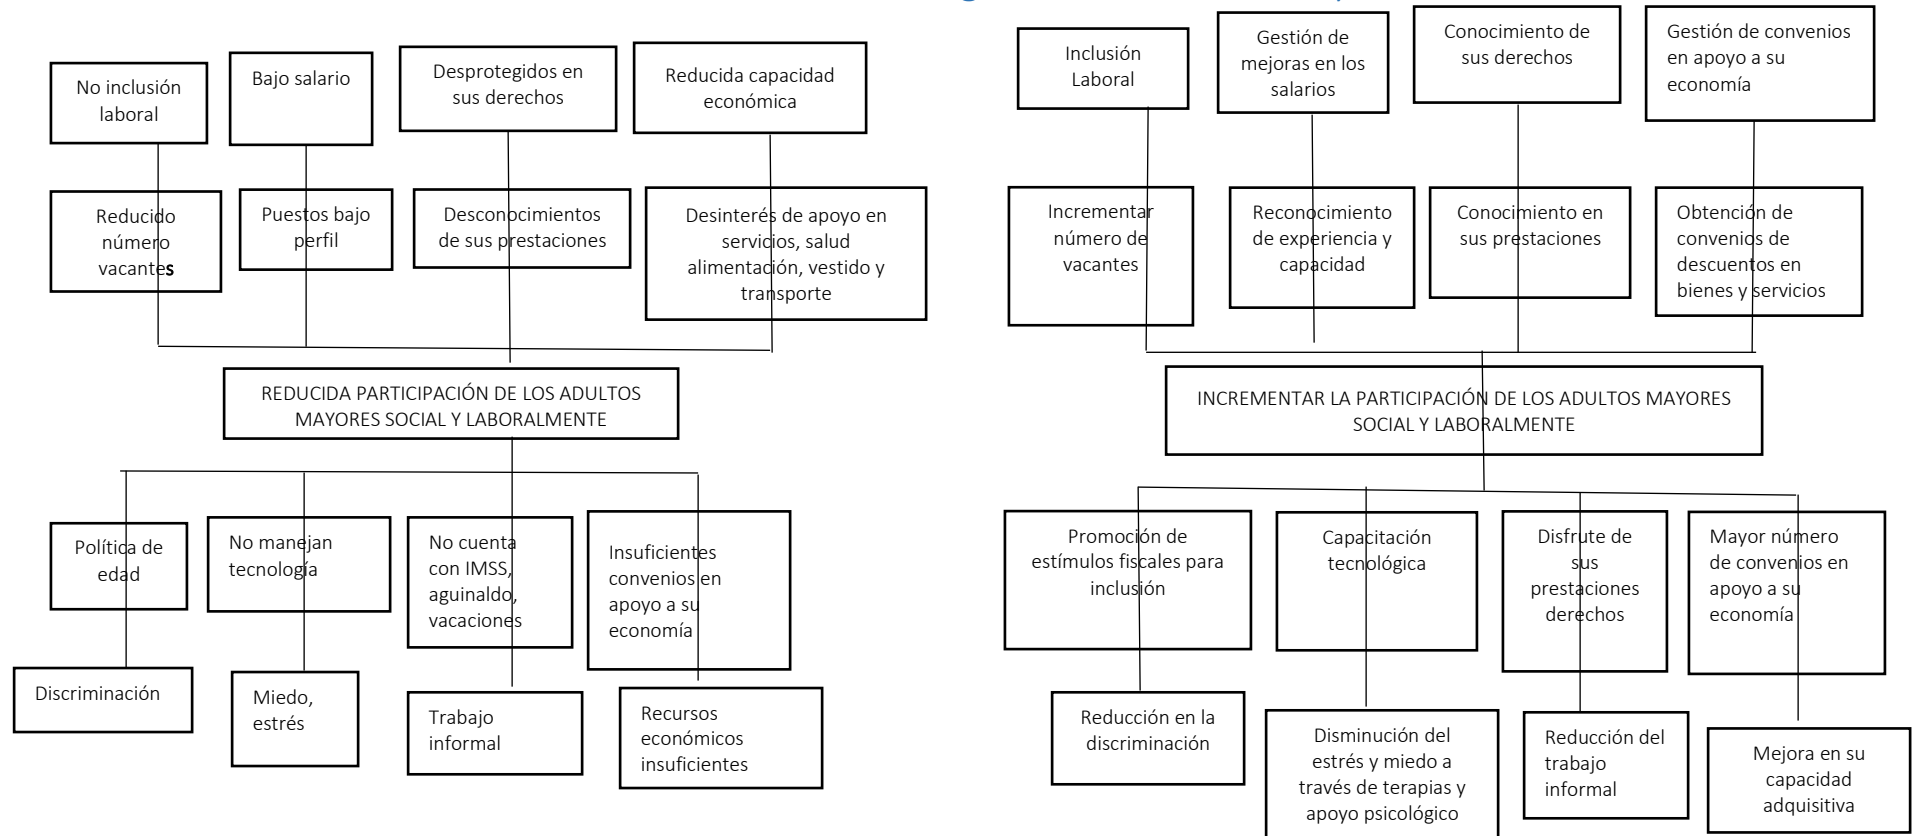 No inclusión
laboral
Bajo salario
Desprotegidos en
sus derechos
Reducida capacidad
económica
Reducido
número
vacantes
Puestos bajo
perfil
Desconocimientos
de sus prestaciones
Desinterés de apoyo en
servicios, salud
alimentación, vestido y
transporte
REDUCIDA PARTICIPACIÓN DE LOS ADULTOS
MAYORES SOCIAL Y LABORALMENTE
Política de
edad
No manejan
tecnología
No cuenta
con IMSS,
aguinaldo,
vacaciones
Insuficientes
convenios en
apoyo a su
economía
Discriminación
Miedo,
estrés
Trabajo
informal
Recursos
económicos
insuficientes
Inclusión
Laboral
Gestión de
mejoras en los
salarios
Conocimiento de
sus derechos
Gestión de convenios
en apoyo a su
economía
Incrementar
número de
vacantes
Reconocimiento
de experiencia y
capacidad
Conocimiento en
sus prestaciones
Obtención de
convenios de
descuentos en
bienes y servicios
INCREMENTAR LA PARTICIPACIÓN DE LOS ADULTOS MAYORES
SOCIAL Y LABORALMENTE
Promoción de
estímulos fiscales para
inclusión
Capacitación
tecnológica
Disfrute de
sus
prestaciones
derechos
Mayor número
de convenios en
apoyo a su
economía
Reducción en la
discriminación
Disminución del
estrés y miedo a
través de terapias y
apoyo psicológico
Reducción del
trabajo
informal
Mejora en su
capacidad
adquisitiva